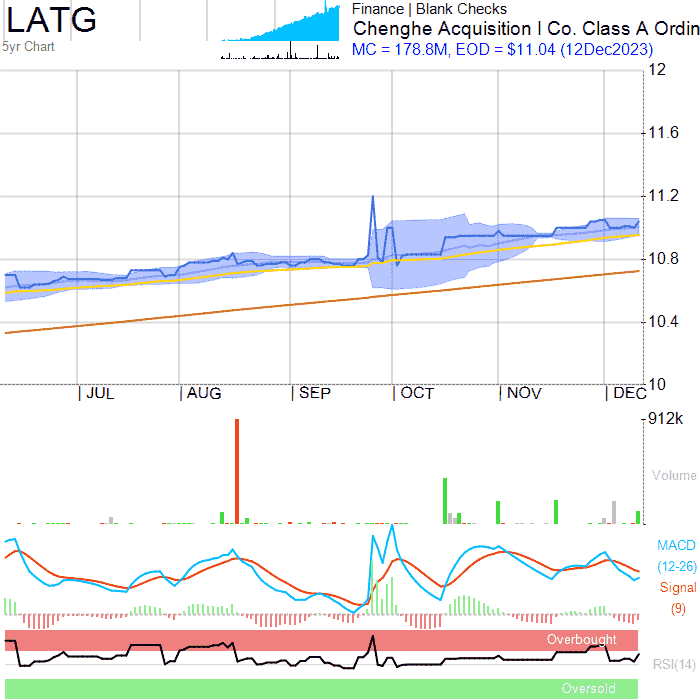 LATG
5yr Chart
Finance | Blank Checks
Chenghe Acquisition I Co. Class A Ordin
MC = 178.8M, EOD = $11.04 (12Dec2023)
12
11.6
11.2
10.8
10.4
10
JUL AUG SEP OCT NOV DEC
912k
Volume
MACD
(12-26)
Signal
(9)
Overbought
RSI(14)
Oversold